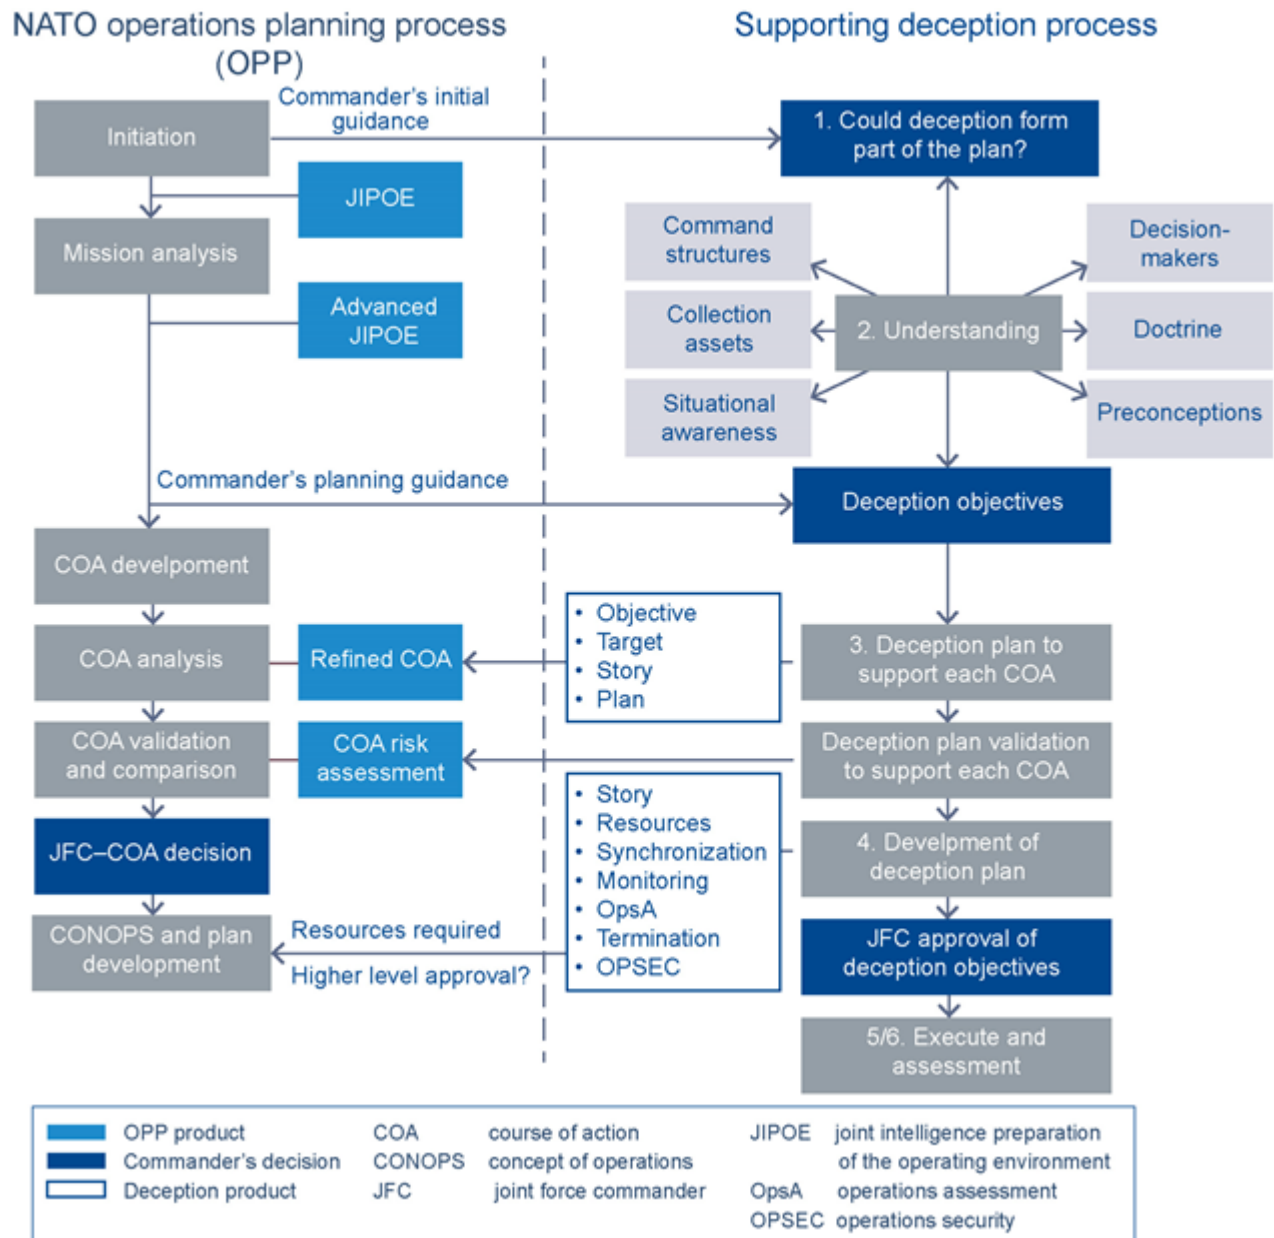 NATO operations planning process
(OPP)
Supporting deception process
Commander's initial
guidance
Initiation
1. Could deception form
part of the plan?
JIPOE
Mission analysis
Command
structures
Decision-
makers
Advanced
JIPOE
Collection
assets
2. Understanding
Doctrine
Situational
awareness
Preconceptions
Commander's planning guidance
Deception objectives
COA develpoment
• Objective
• Target
• Story
• Plan
COA analysis
Refined COA
3. Deception plan to
support each COA
COA validation
and comparison
COA risk
assessment
Deception plan validation
to support each COA
• Story
• Resources
• Synchronization
• Monitoring
• OpsA
• Termination
• OPSEC
JFC–COA decision
4. Develpment of
deception plan
CONOPS and plan
development
Resources required
Higher level approval?
JFC approval of
deception objectives
5/6. Execute and
assessment
OPP product
Commander's decision
Deception product
COA course of action
CONOPS concept of operations
JFC joint force commander
JIPOE joint intelligence preparation
of the operating environment
OpsA operations assessment
OPSEC operations security